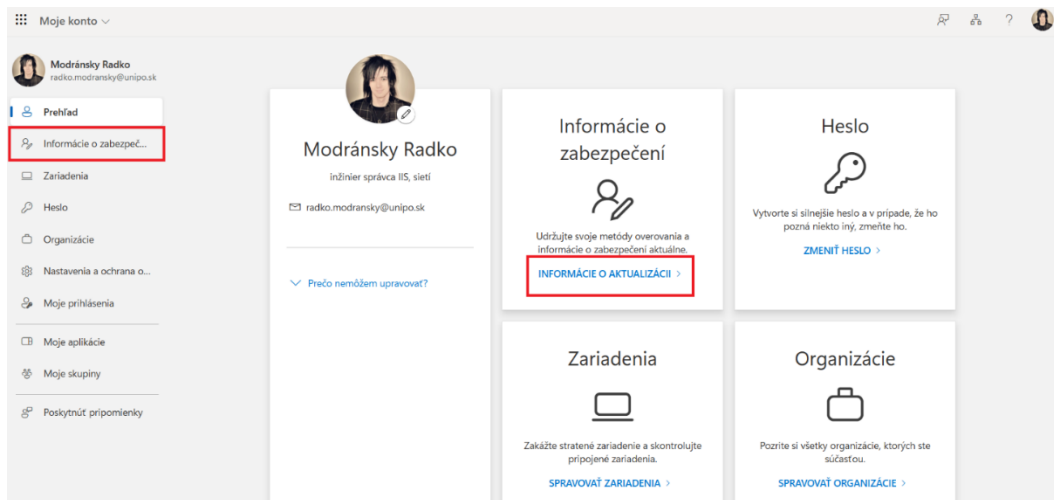 Moje konto
?
Modránsky Radko
radko.modransky@unipo.sk
Prehľad
Informácie o zabezpeč...
Zariadenia
Heslo
Organizácie
Nastavenia a ochrana o...
Moje prihlásenia
Moje aplikácie
Moje skupiny
Poskytnúť pripomienky
Modránsky Radko
inžinier správca IIS, sietí
radko.modransky@unipo.sk
Prečo nemôžem upravovať?
Informácie o
zabezpečení
Udržujte svoje metódy overovania a
informácie o zabezpečení aktuálne.
INFORMÁCIE O AKTUALIZÁCII >
Heslo
Vytvorte si silnejšie heslo a v prípade, že ho
pozná niekto iný, zmeňte ho.
ZMENIŤ HESLO >
Zariadenia
Zakážte stratené zariadenie a skontrolujte
pripojené zariadenia.
SPRAVOVAŤ ZARIADENIA >
Organizácie
Pozrite si všetky organizácie, ktorých ste
súčasťou.
SPRAVOVAŤ ORGANIZÁCIE >